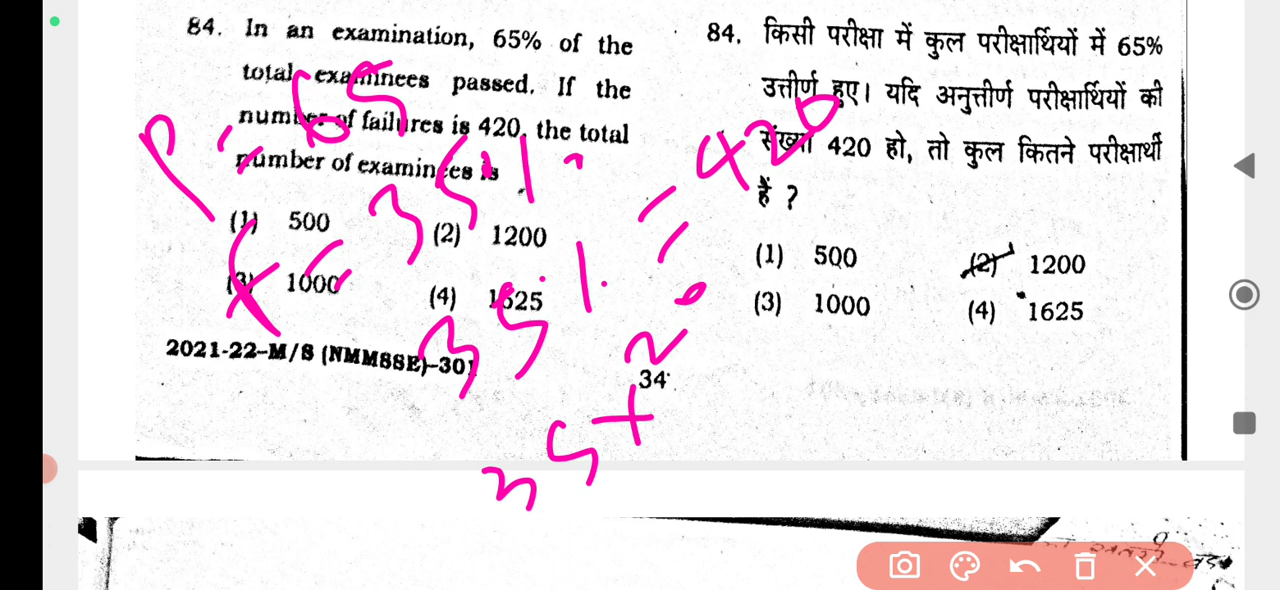 84. In an examination, 65% of the
total examinees passed. If the
number of failures is 420, the total
number of examinees is
(1) 500
(2) 1200
(3) 1000
(4) 1625
2021-22-M/S (NMMSSE)-301
34
84. किसी परीक्षा में कुल परीक्षार्थियों में 65%
उत्तीर्ण हुए। यदि अनुत्तीर्ण परीक्षार्थियों की
संख्या 420 हो, तो कुल कितने परीक्षार्थी
हैं ?
(1) 500
(2) 1200
(3) 1000
(4) 1625
P 65
35% = 420
35%
20
35